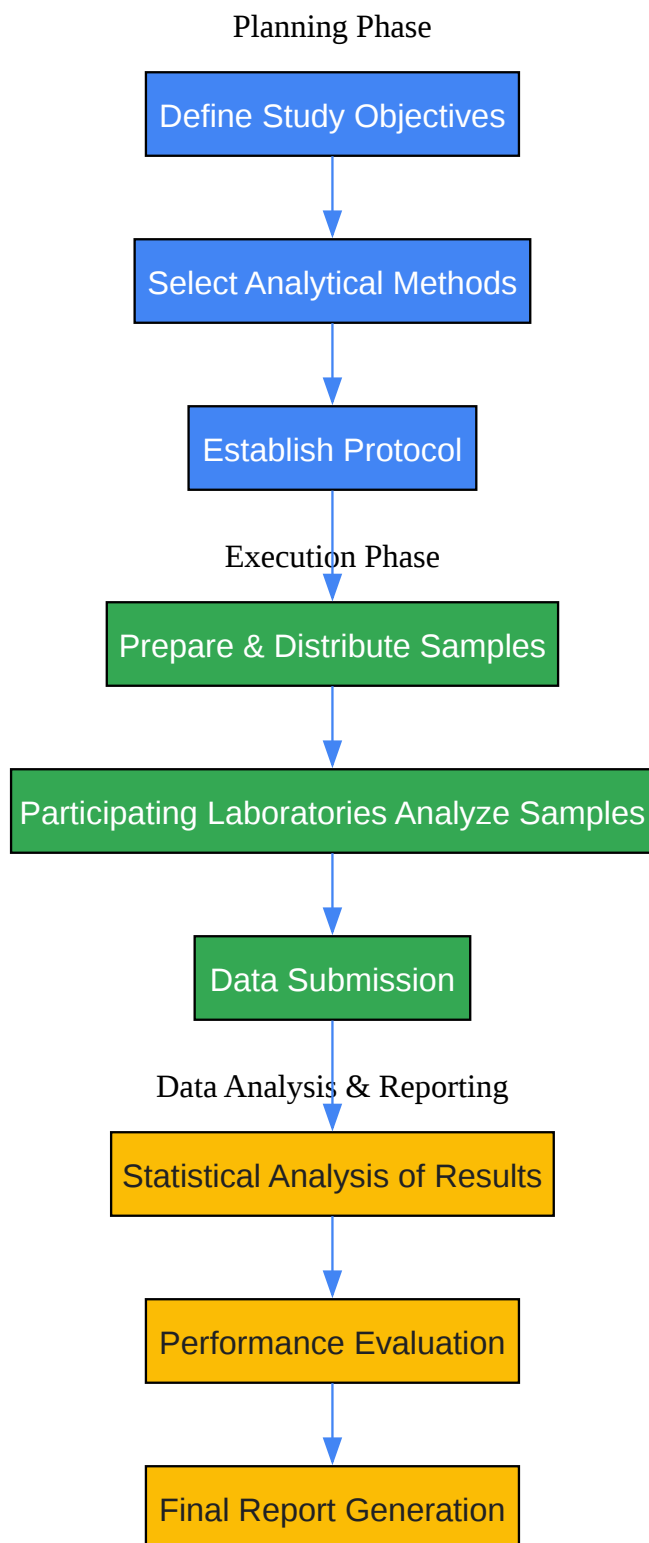 Planning Phase
Define Study Objectives
Select Analytical Methods
Establish Protocol
Execution Phase
Prepare & Distribute Samples
Participating Laboratories Analyze Samples
Data Submission
Data Analysis & Reporting
Statistical Analysis of Results
Performance Evaluation
Final Report Generation